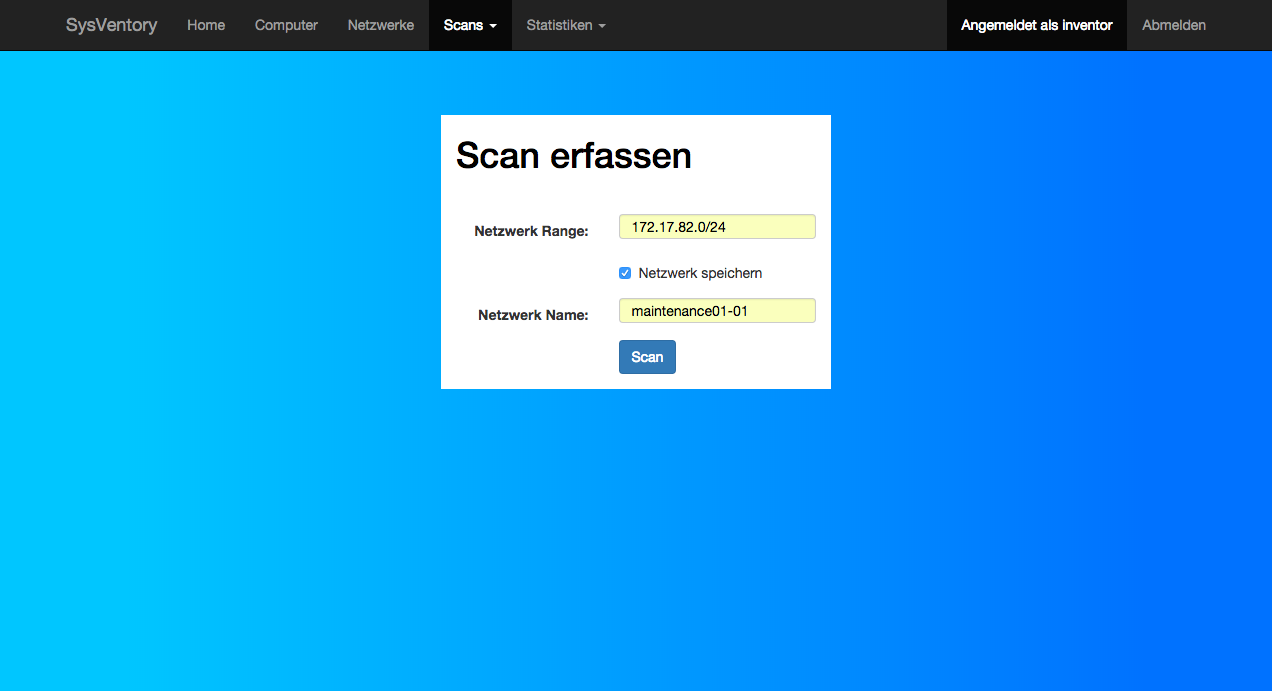 SysVentory Home Computer Netzwerke Scans Statistiken Angemeldet als inventor Abmelden
Scan erfassen
Netzwerk Range: 172.17.82.0/24
Netzwerk speichern
Netzwerk Name: maintenance01-01
Scan